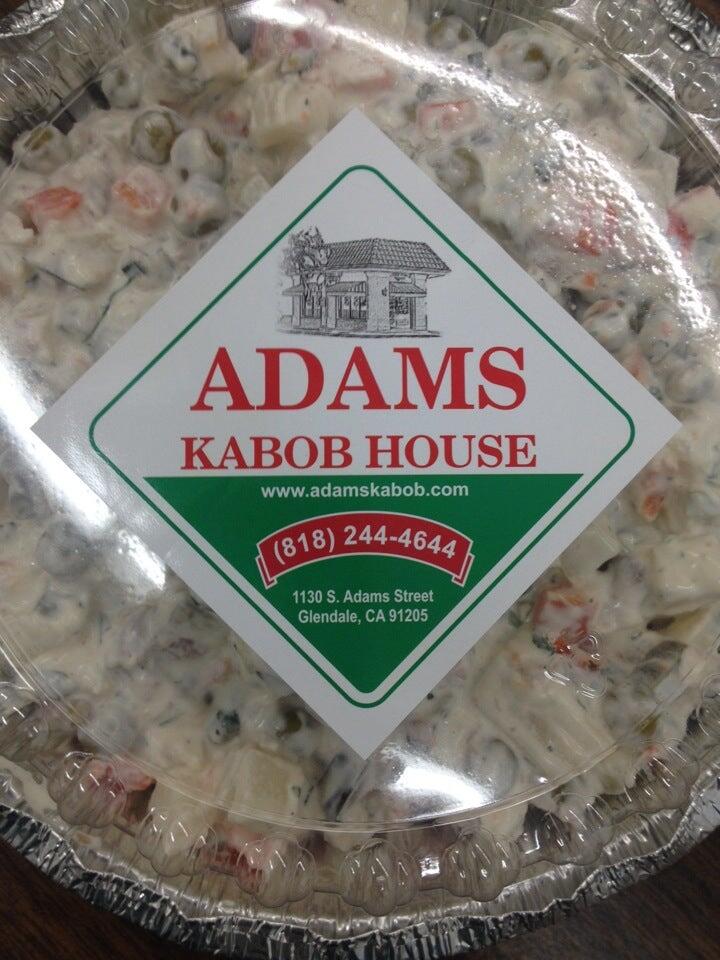 ADAMS
KABOB HOUSE
www.adamskabob.com
(818) 244-4644
1130 S. Adams Street
Glendale, CA 91205